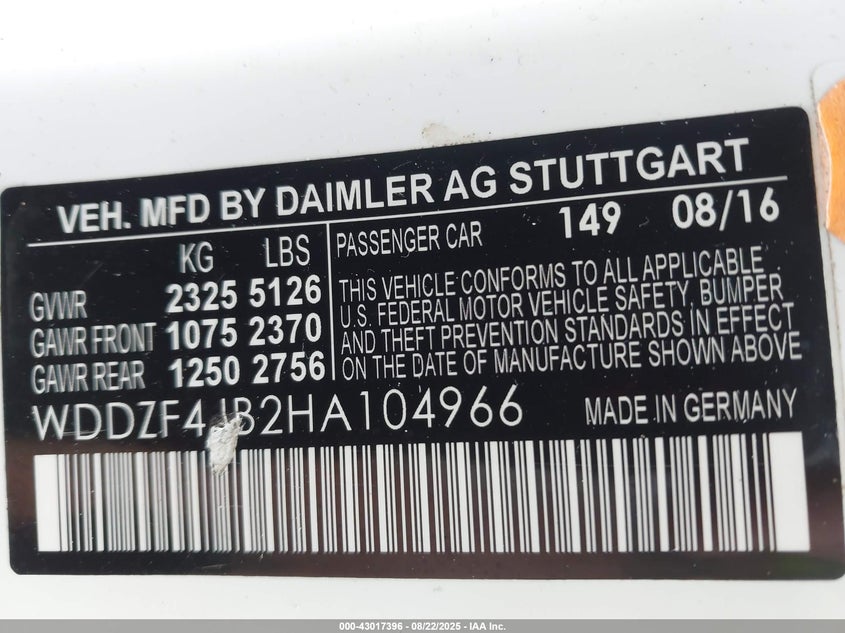 VEH. MFD BY DAIMLER AG STUTTGART
KG LBS
GVWR 2325 5126
GAWR FRONT 1075 2370
GAWR REAR 1250 2756
PASSENGER CAR 149 08/16
THIS VEHICLE CONFORMS TO ALL APPLICABLE
U.S. FEDERAL MOTOR VEHICLE SAFETY, BUMPER
AND THEFT PREVENTION STANDARDS IN EFFECT
ON THE DATE OF MANUFACTURE SHOWN ABOVE
WDDZF4JB2HA104966 MADE IN GERMANY
000-43017396 - 08/22/2025 - IAA Inc.